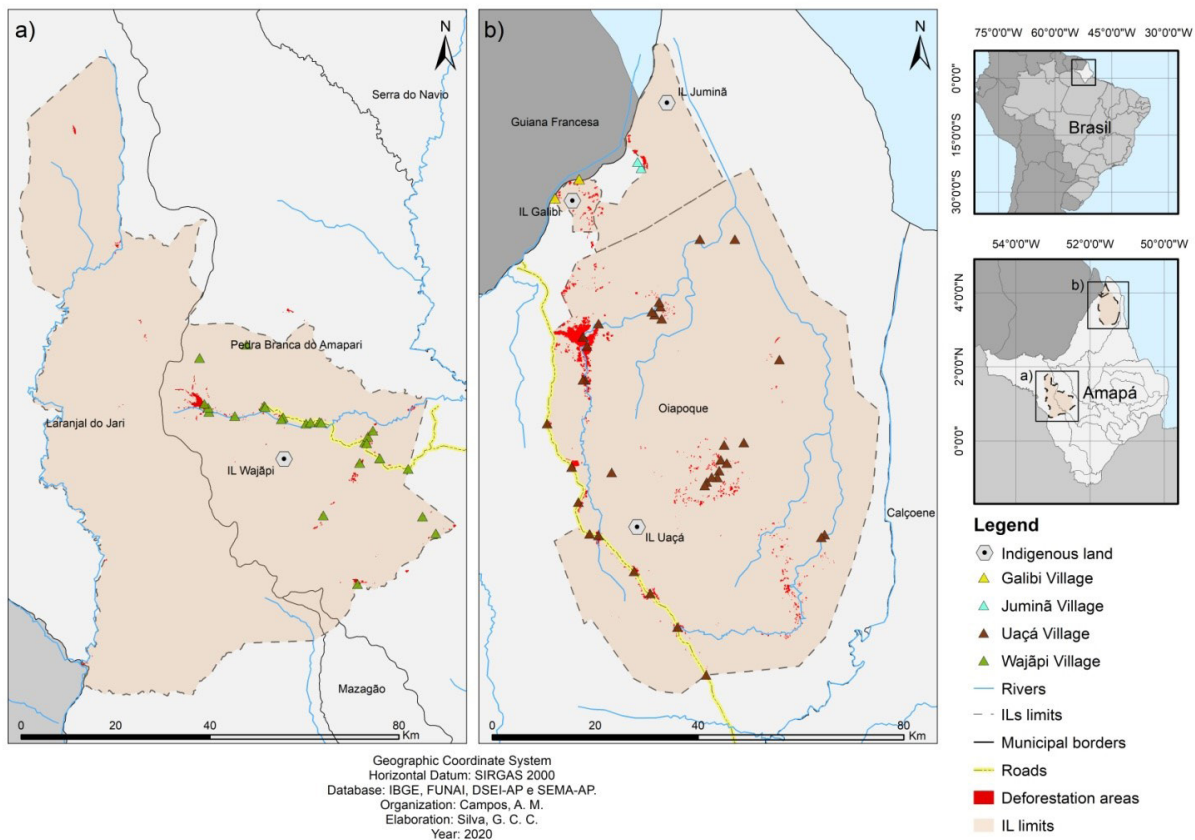 a)
N
Serra do Navio
Pedra Branca do Amapari
Laranjal do Jari
IL Wajãpi
Mazagão
0 20 40 80
Km
b)
N
IL Juminã
Guiana Francesa
IL Galibi
Oiapoque
Calçoene
IL Uaçá
0 20 40 80
Km
75°0'0"W 60°0'0"W 45°0'0"W 30°0'0"W
0°0'0"
15°0'0"S
30°0'0"S
Brasil
54°0'0"W 52°0'0"W 50°0'0"W
4°0'0"N
2°0'0"N
0°0'0"
b)
a)
Amapá
Legend
Indigenous land
Galibi Village
Juminã Village
Uaçá Village
Wajãpi Village
Rivers
ILs limits
Municipal borders
Roads
Deforestation areas
IL limits
Geographic Coordinate System
Horizontal Datum: SIRGAS 2000
Database: IBGE, FUNAI, DSEI-AP e SEMA-AP.
Organization: Campos, A. M.
Elaboration: Silva, G. C. C.
Year: 2020